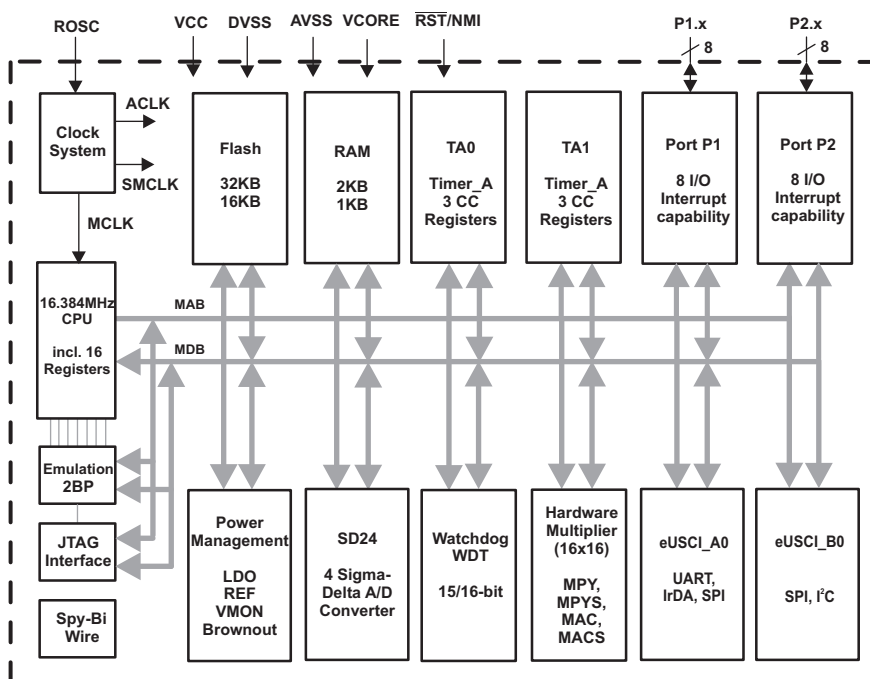 ROSC
VCC
DVSS
AVSS
VCORE
RST/NMI
P1.x
P2.x
8
8
Clock
System
ACLK
SMCLK
MCLK
Flash
32KB
16KB
RAM
2KB
1KB
TA0
Timer_A
3 CC
Registers
TA1
Timer_A
3 CC
Registers
Port P1
8 I/O
Interrupt
capability
Port P2
8 I/O
Interrupt
capability
16.384MHz
CPU
incl. 16
Registers
MAB
MDB
Emulation
2BP
JTAG
Interface
Spy-Bi
Wire
Power
Management
LDO
REF
VMON
Brownout
SD24
4 Sigma-
Delta A/D
Converter
Watchdog
WDT
15/16-bit
Hardware
Multiplier
(16x16)
MPY,
MPYS,
MAC,
MACS
eUSCI_A0
UART,
IrDA, SPI
eUSCI_B0
SPI, I²C